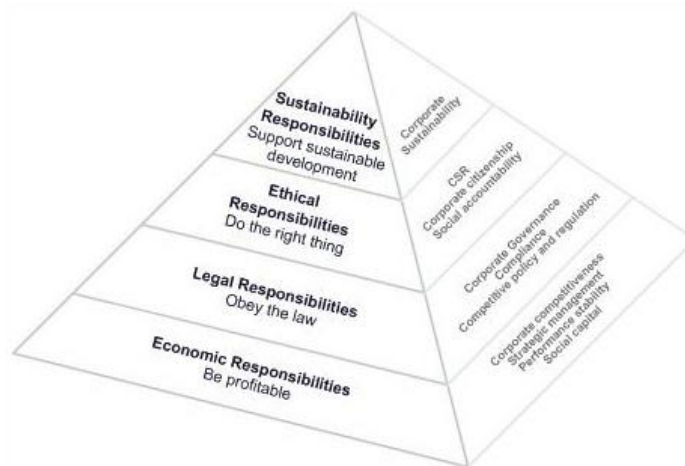 Sustainability
Responsibilities
Support sustainable
development
Ethical
Responsibilities
Do the right thing
Legal Responsibilities
Obey the law
Economic Responsibilities
Be profitable
Corporate
Sustainability
CSR
Corporate citizenship
Social accountability
Corporate Governance
Compliance
Competitive policy and regulation
Corporate competitiveness
Strategic management
Performance stability
Social capital